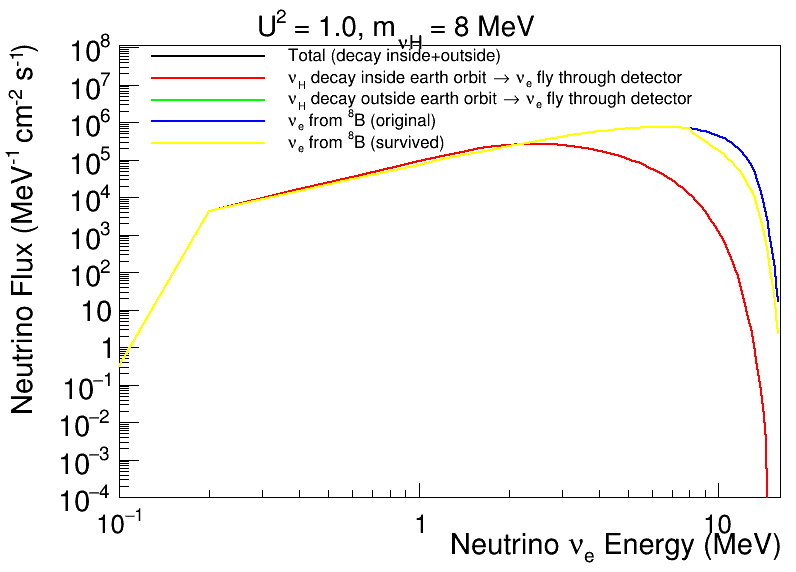 U² = 1.0, m_νH = 8 MeV
Total (decay inside+outside)
ν_H decay inside earth orbit → ν_e fly through detector
ν_H decay outside earth orbit → ν_e fly through detector
ν_e from ⁸B (original)
ν_e from ⁸B (survived)
Neutrino Flux (MeV⁻¹ cm⁻² s⁻¹)
10⁸
10⁷
10⁶
10⁵
10⁴
10³
10²
10
1
10⁻¹
10⁻²
10⁻³
10⁻⁴
10⁻¹ 1 10
Neutrino ν_e Energy (MeV)